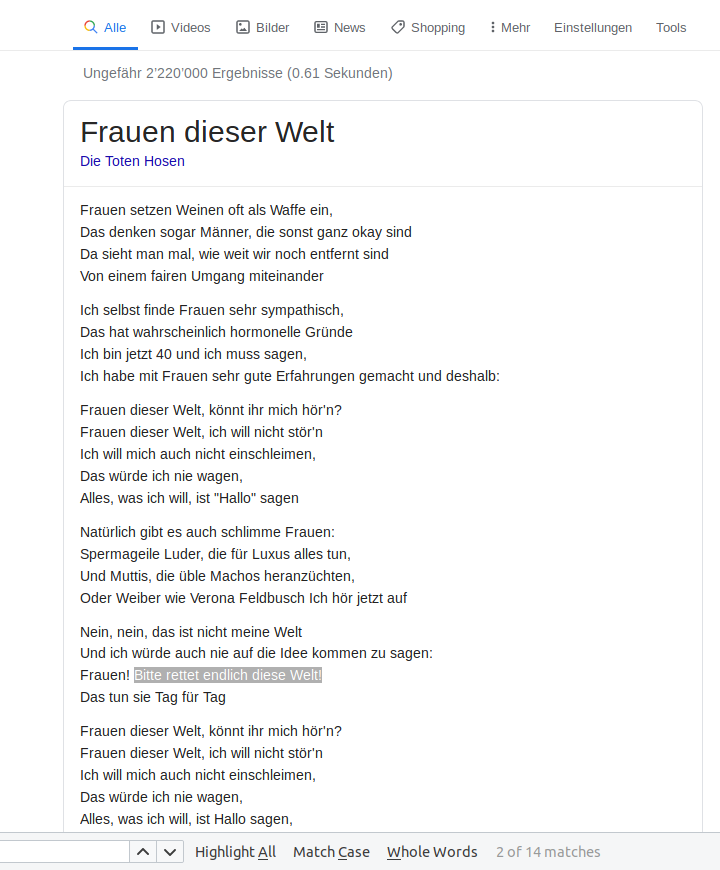 Alle Videos Bilder News Shopping Mehr Einstellungen Tools
Ungefähr 2’220’000 Ergebnisse (0.61 Sekunden)
Frauen dieser Welt
Die Toten Hosen
Frauen setzen Weinen oft als Waffe ein,
Das denken sogar Männer, die sonst ganz okay sind
Da sieht man mal, wie weit wir noch entfernt sind
Von einem fairen Umgang miteinander
Ich selbst finde Frauen sehr sympathisch,
Das hat wahrscheinlich hormonelle Gründe
Ich bin jetzt 40 und ich muss sagen,
Ich habe mit Frauen sehr gute Erfahrungen gemacht und deshalb:
Frauen dieser Welt, könnt ihr mich hör'n?
Frauen dieser Welt, ich will nicht stör'n
Ich will mich auch nicht einschleimen,
Das würde ich nie wagen,
Alles, was ich will, ist "Hallo" sagen
Natürlich gibt es auch schlimme Frauen:
Spermageile Luder, die für Luxus alles tun,
Und Muttis, die üble Machos heranzüchten,
Oder Weiber wie Verona Feldbusch Ich hör jetzt auf
Nein, nein, das ist nicht meine Welt
Und ich würde auch nie auf die Idee kommen zu sagen:
Frauen! Bitte rettet endlich diese Welt!
Das tun sie Tag für Tag
Frauen dieser Welt, könnt ihr mich hör'n?
Frauen dieser Welt, ich will nicht stör'n
Ich will mich auch nicht einschleimen,
Das würde ich nie wagen,
Alles, was ich will, ist Hallo sagen,
Highlight All Match Case Whole Words 2 of 14 matches